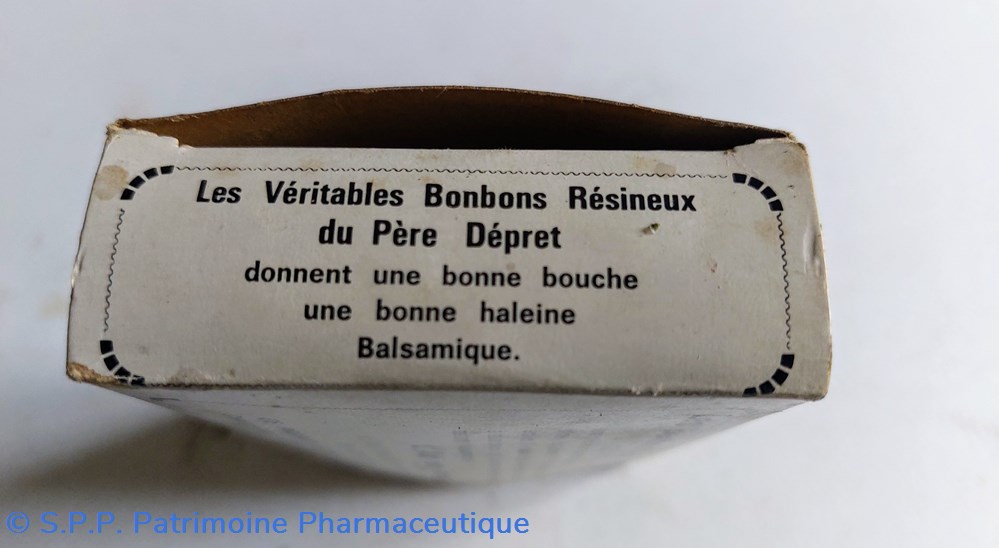 Les Véritables Bonbons Résineux
du Père Dépret
donnent une bonne bouche
une bonne haleine
Balsamique.
© S.P.P. Patrimoine Pharmaceutique